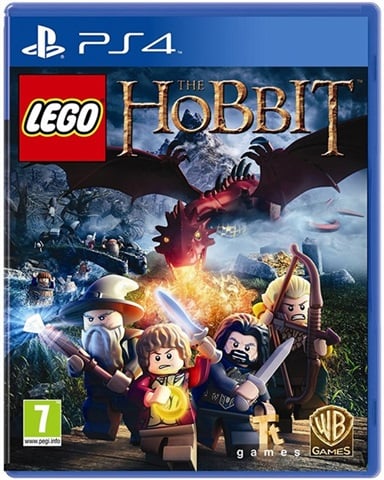 PS4
LEGO
THE
HOBBIT
7
www.pegi.info
Tt
games
WB
GAMES